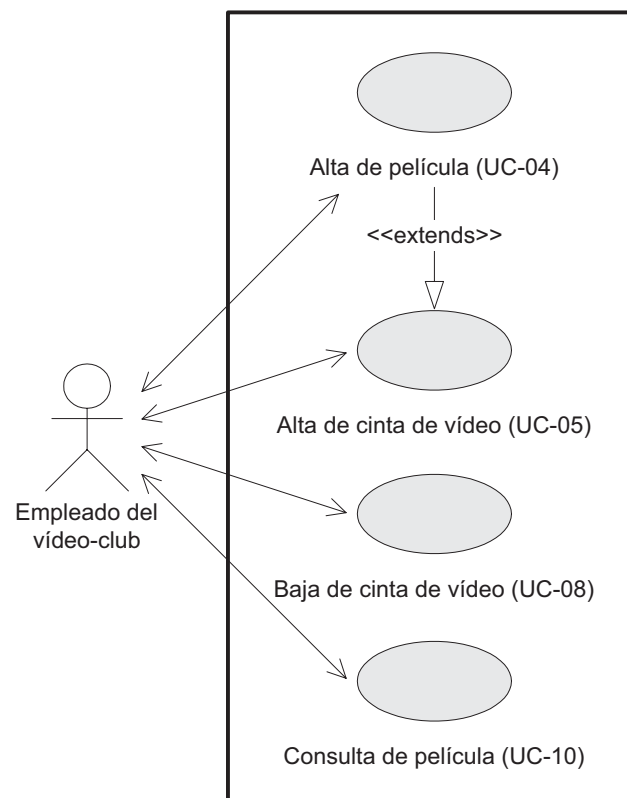 Alta de película (UC-04)
<<extends>>
Alta de cinta de vídeo (UC-05)
Empleado del
vídeo-club
Baja de cinta de vídeo (UC-08)
Consulta de película (UC-10)